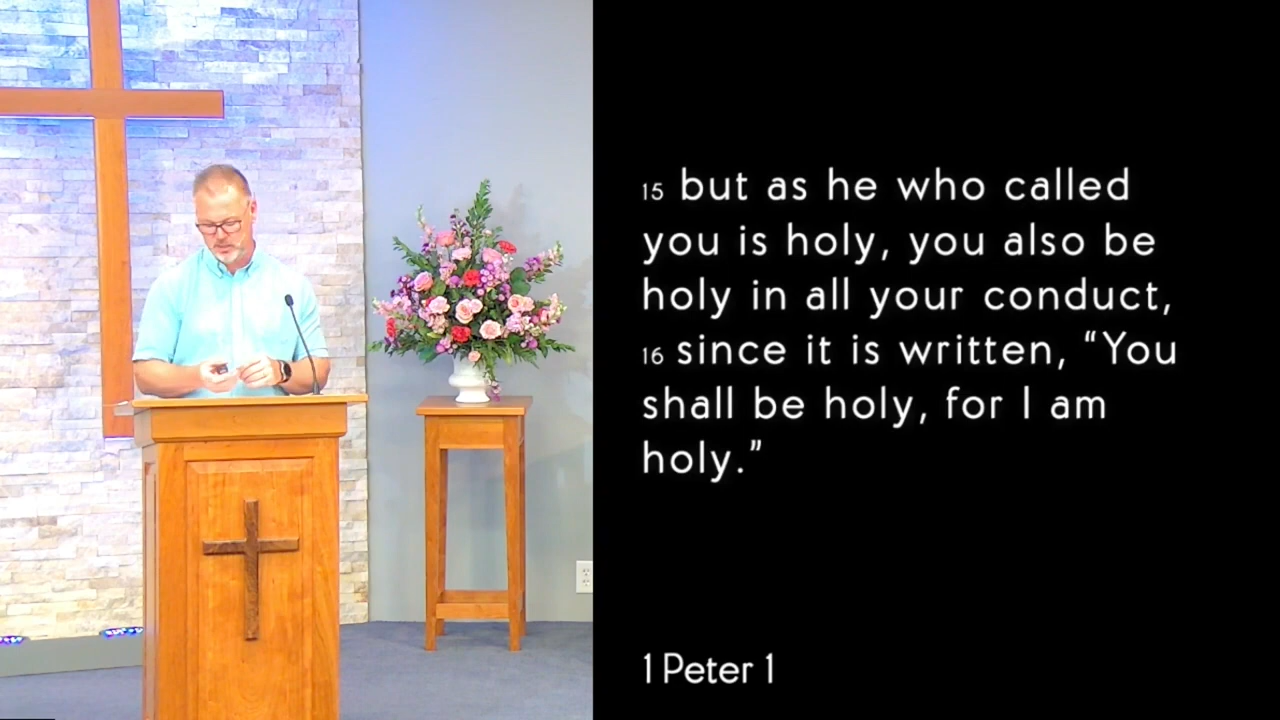 15 but as he who called
you is holy, you also be
holy in all your conduct,
16 since it is written, “You
shall be holy, for I am
holy.”
1 Peter 1